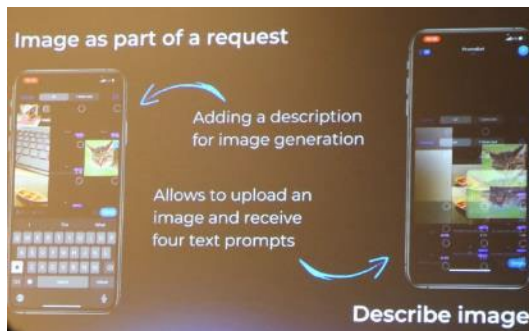 Image as part of a request
Adding a description
for image generation
Allows to upload an
image and receive
four text prompts
Describe image